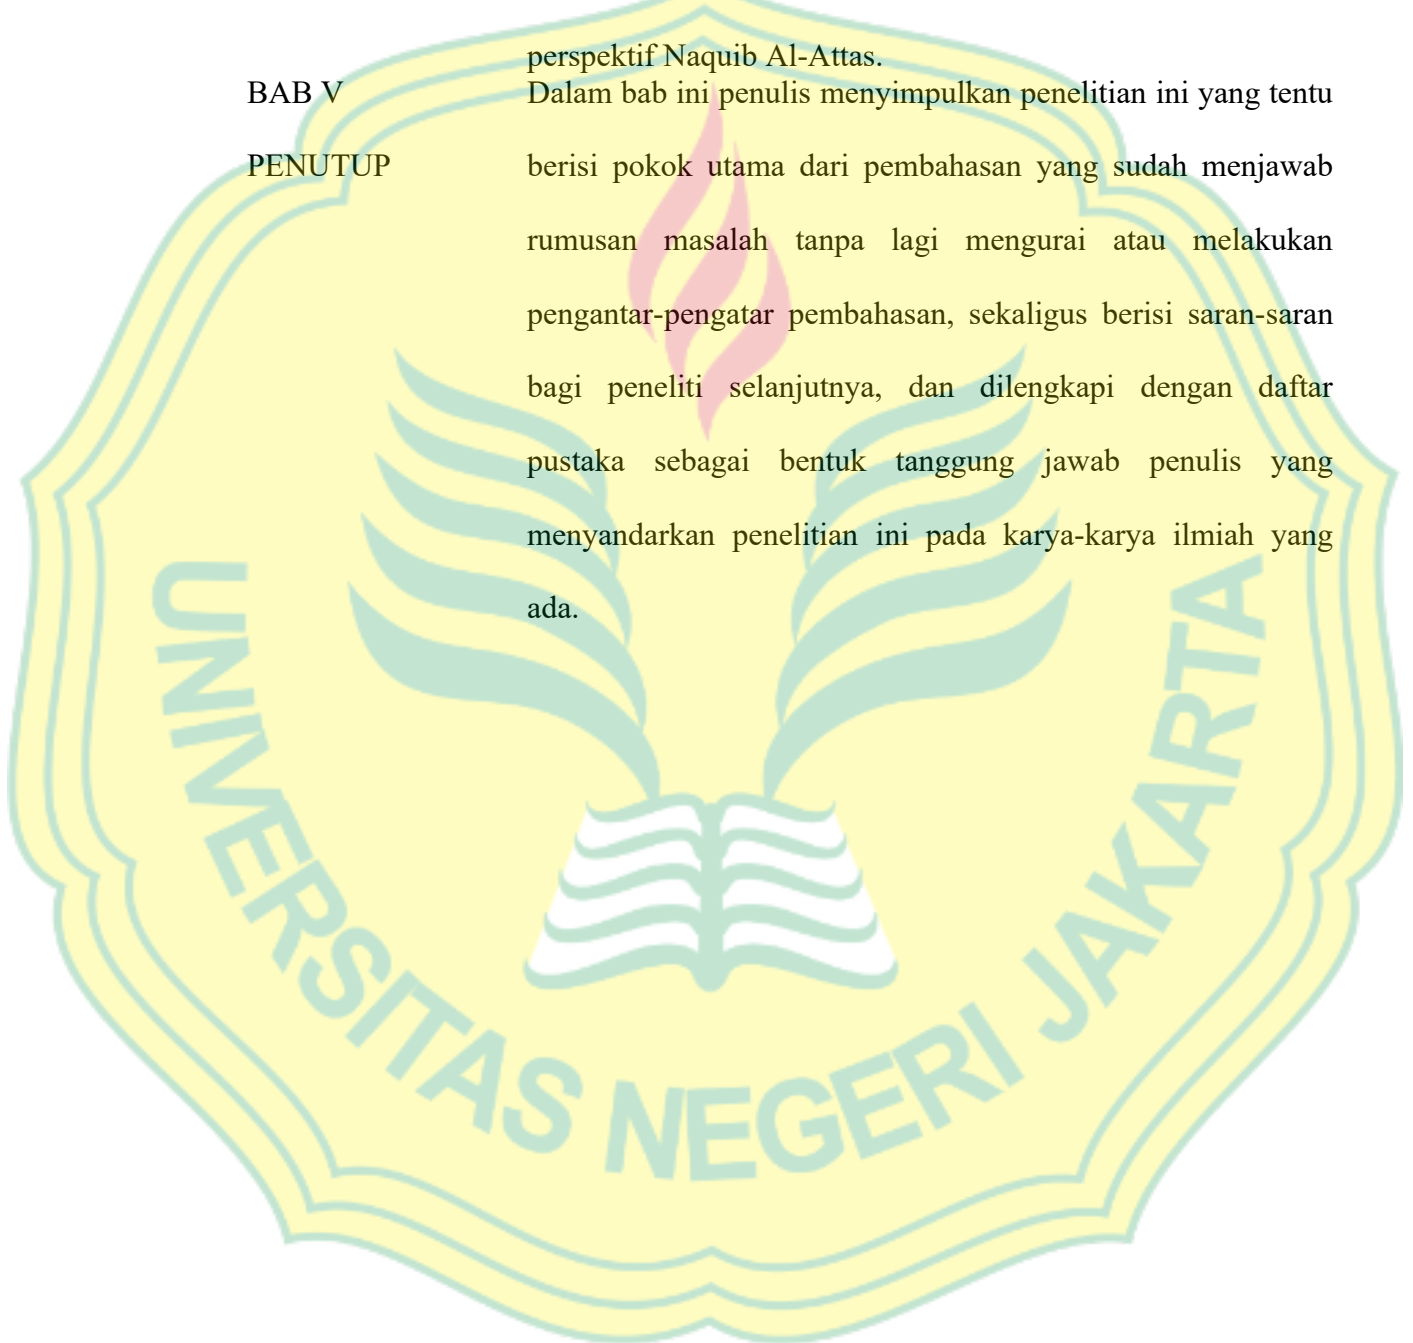 perspektif Naquib Al-Attas.
BAB V
Dalam bab ini penulis menyimpulkan penelitian ini yang tentu
PENUTUP
berisi pokok utama dari pembahasan yang sudah menjawab
rumusan masalah tanpa lagi mengurai atau melakukan
pengantar-pengatar pembahasan, sekaligus berisi saran-saran
bagi peneliti selanjutnya, dan dilengkapi dengan daftar
pustaka sebagai bentuk tanggung jawab penulis yang
menyandarkan penelitian ini pada karya-karya ilmiah yang
ada.
UNIVERSITAS NEGERI JAKARTA